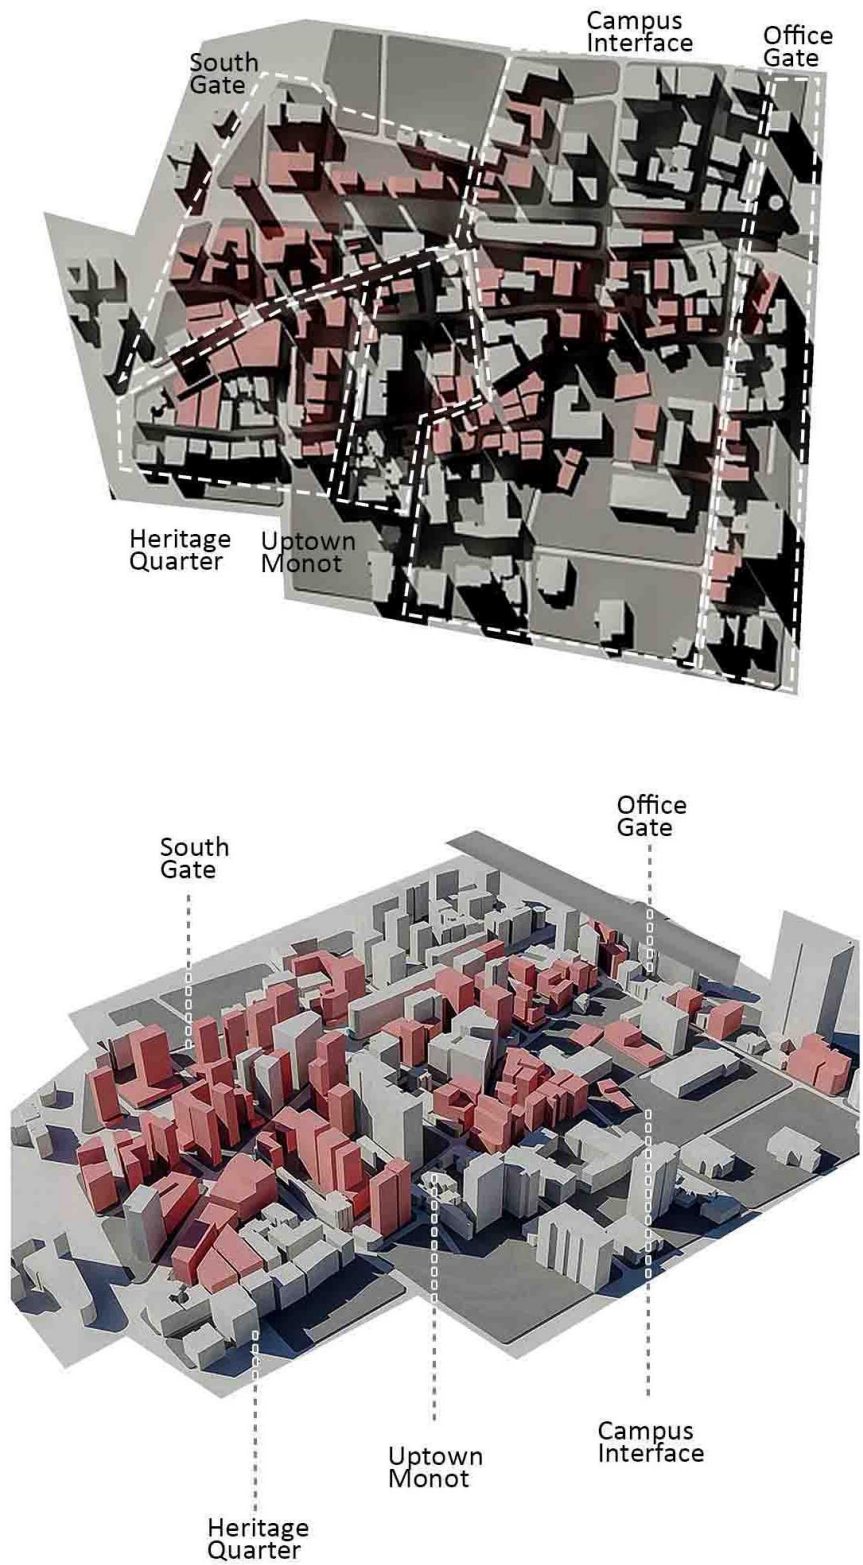 Campus
Interface
Office
Gate
South
Gate
Heritage
Quarter
Uptown
Monot
Office
Gate
South
Gate
Campus
Interface
Uptown
Monot
Heritage
Quarter